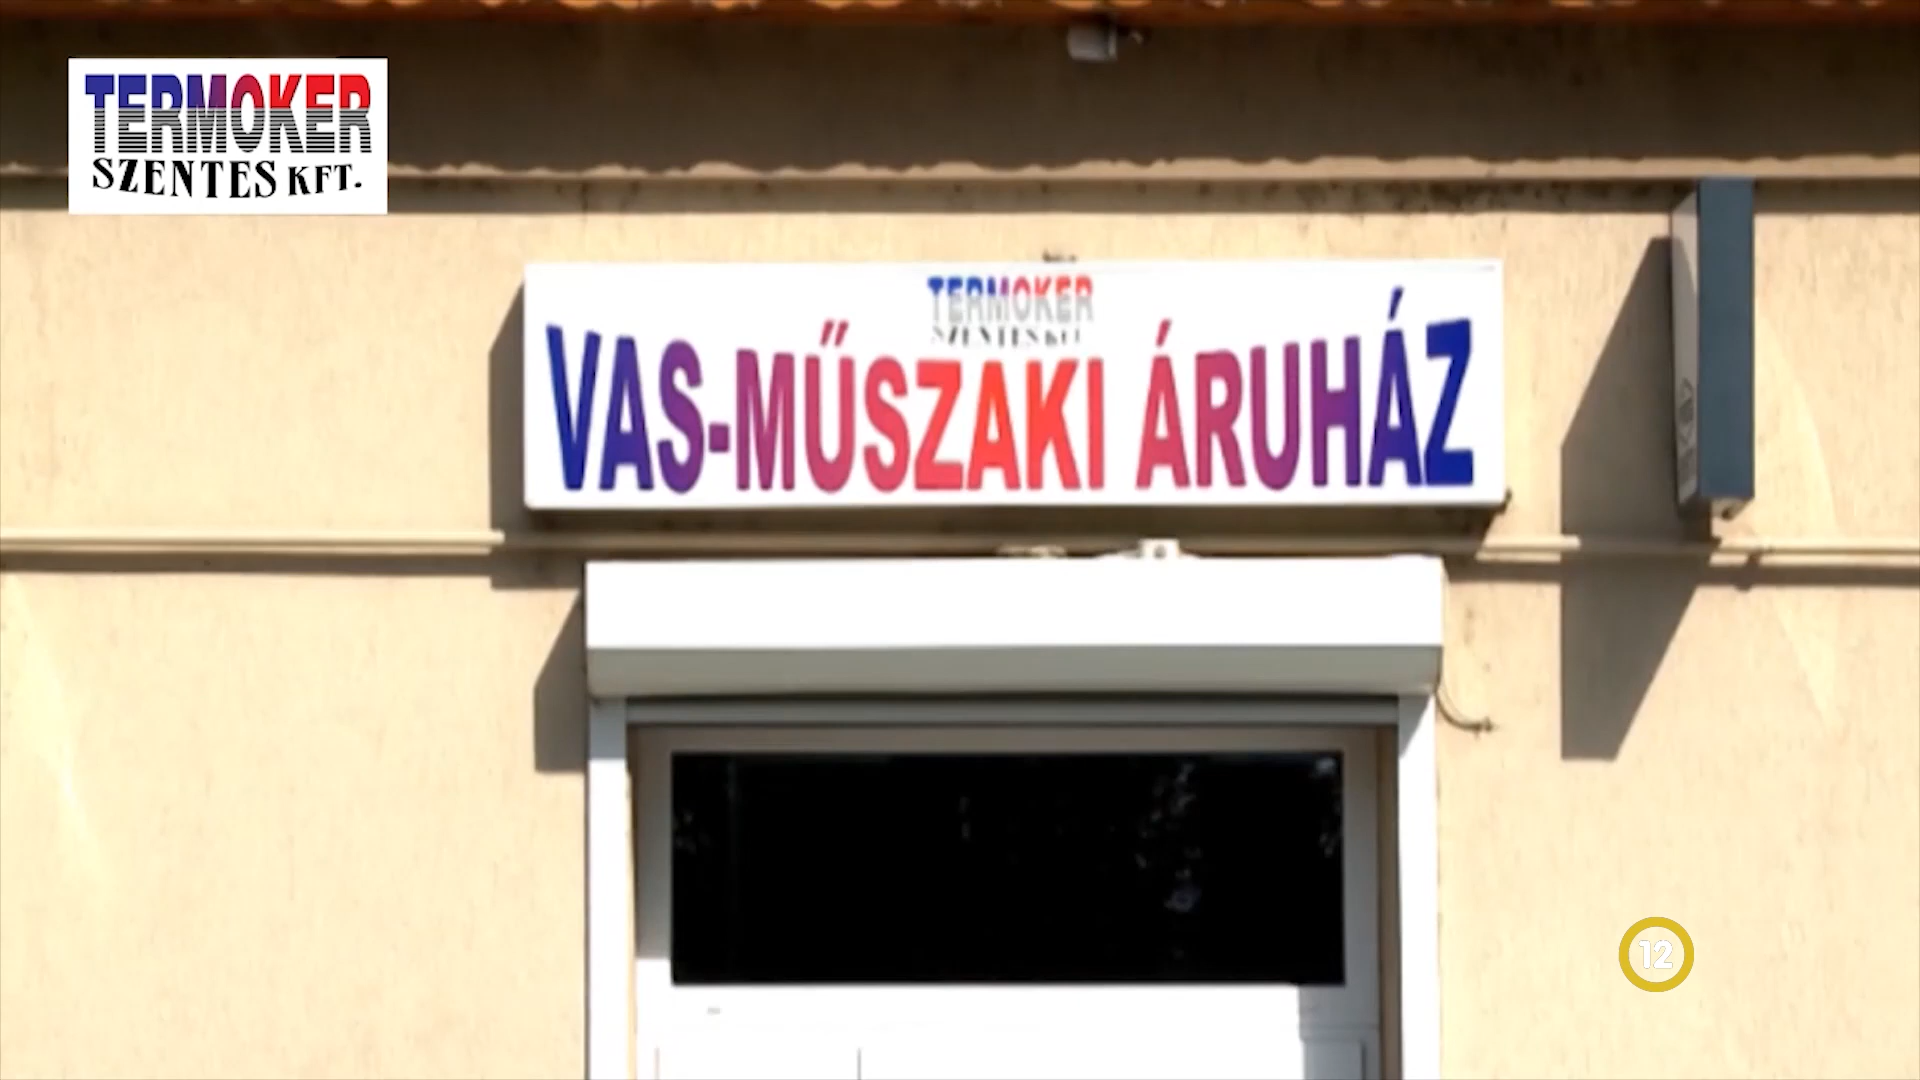 TERMOKER
SZENTES KFT.
TERMOKER
SZENTES KFT
VAS-MŰSZAKI ÁRUHÁZ
12